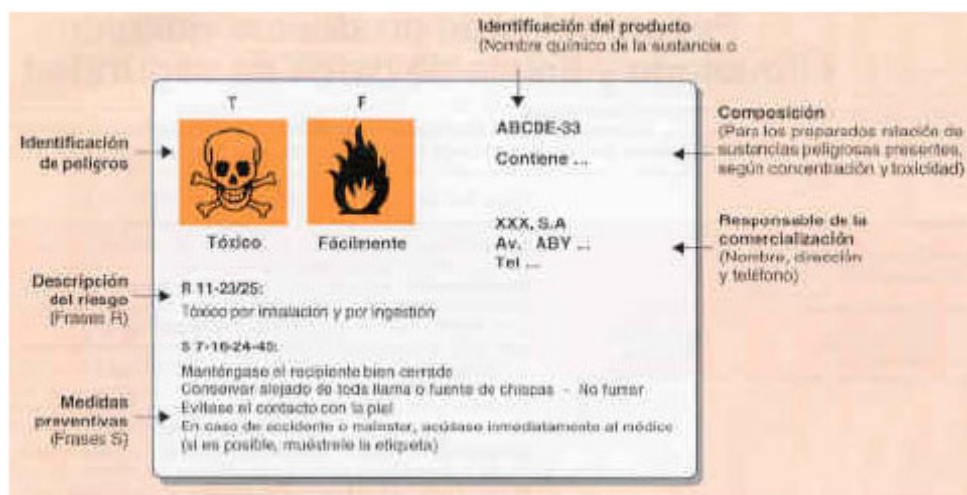 Identificación del producto
(Nombre químico de la sustancia o
T
F
ABCDE-33
Contiene ...
Composición
(Para los preparados relación de
sustancias peligrosas presentes,
según concentración y toxicidad)
Identificación
de peligros
Tóxico
Fácilmente
XXX, S.A
Av. ABY ...
Tel ...
Responsable de la
comercialización
(Nombre, dirección
y teléfono)
Descripción
del riesgo
(Frases R)
R 11-23/25:
Tóxico por inhalación y por ingestión
S 7-16-24-45:
Manténgase el recipiente bien cerrado
Conservar alejado de toda llama o fuente de chispas - No fumar
Evítese el contacto con la piel
En caso de accidente o malestar, acúdase inmediatamente al médico
(si es posible, muéstrele la etiqueta)
Medidas
preventivas
(Frases S)